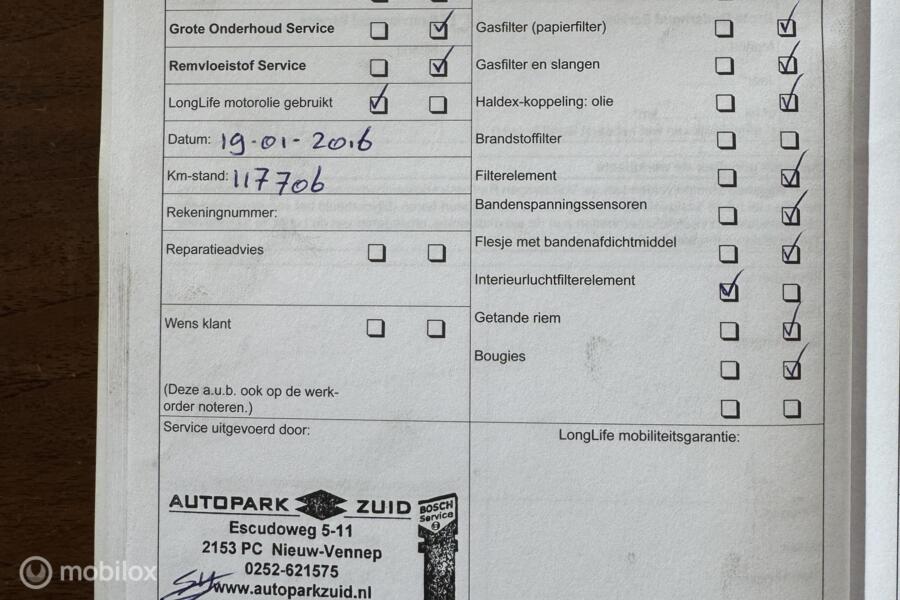 Grote Onderhoud Service
Remvloeistof Service
LongLife motorolie gebruikt
Datum: 19-01-2016
Km-stand: 117706
Rekeningnummer:
Reparatieadvies
Wens klant
(Deze a.u.b. ook op de werk-
order noteren.)
Gasfilter (papierfilter)
Gasfilter en slangen
Haldex-koppeling: olie
Brandstoffilter
Filterelement
Bandenspanningssensoren
Flesje met bandenafdichtmiddel
Interieurluchtfilterelement
Getande riem
Bougies
Service uitgevoerd door:
LongLife mobiliteitsgarantie:
AUTOPARK ZUID
BOSCH
Service
Escudoweg 5-11
2153 PC Nieuw-Vennep
0252-621575
www.autoparkzuid.nl
mobilox